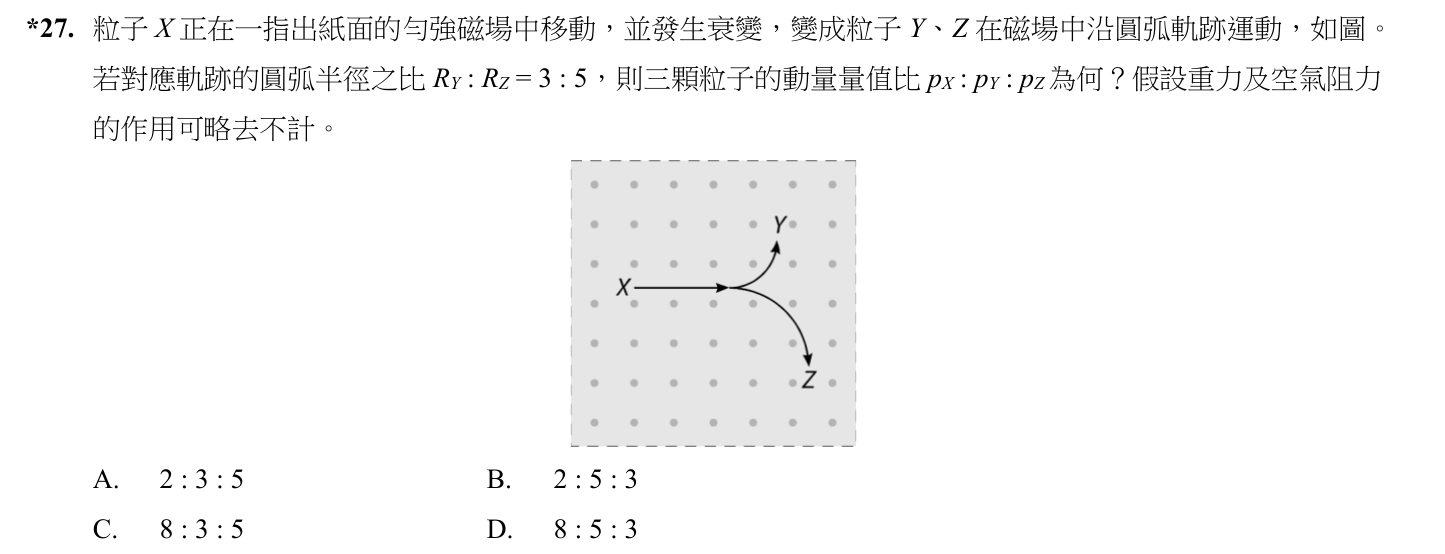 *27. 粒子 X 正在一指出紙面的勻強磁場中移動，並發生衰變，變成粒子 Y、Z 在磁場中沿圓弧軌跡運動，如圖。
若對應軌跡的圓弧半徑之比 RY : RZ = 3 : 5，則三顆粒子的動量量值比 pX : pY : pZ 為何？假設重力及空氣阻力
的作用可略去不計。
Y
X
Z
A. 2 : 3 : 5 B. 2 : 5 : 3
C. 8 : 3 : 5 D. 8 : 5 : 3